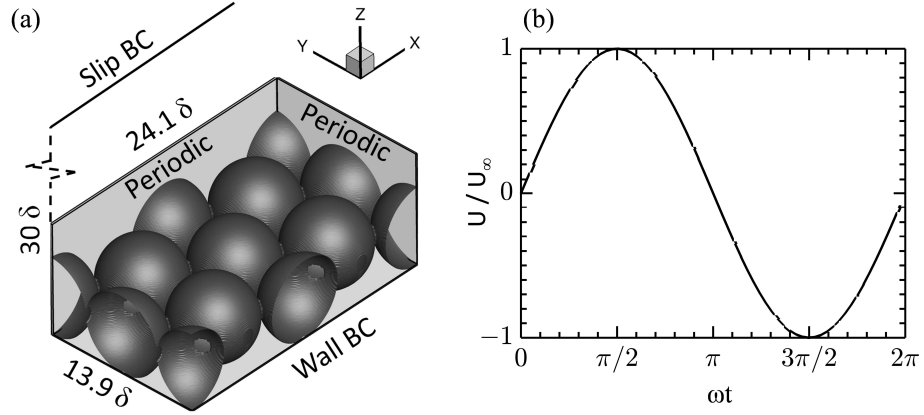 (a)
Slip BC
Z
Y
X
24.1 δ
Periodic
Periodic
30 δ
Wall BC
13.9 δ
(b)
1
0
−1
U / U∞
0
π/2
π
3π/2
2π
ωt